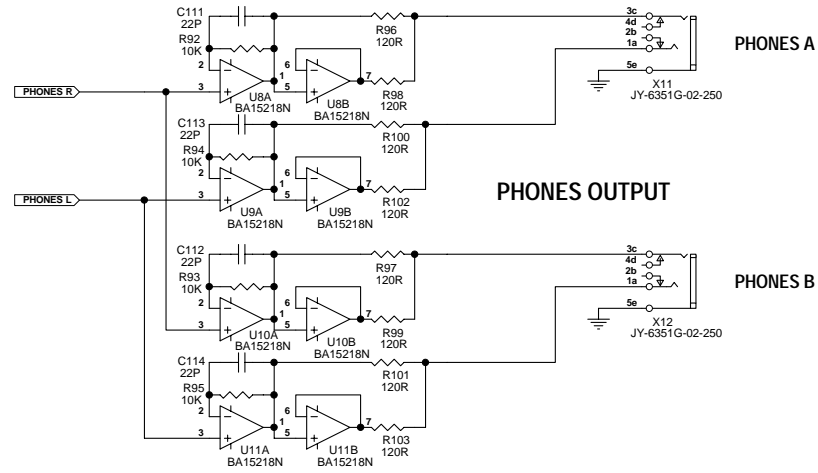 C111
22P
R92
10K
2
3
1
U8A
BA15218N
6
5
7
U8B
BA15218N
R96
120R
R98
120R
3c
4d
2b
1a
5e
X11
JY-6351G-02-250
PHONES A
PHONES R
C113
22P
R94
10K
2
3
1
U9A
BA15218N
6
5
7
U9B
BA15218N
R100
120R
R102
120R
PHONES L
PHONES OUTPUT
C112
22P
R93
10K
2
3
1
U10A
BA15218N
6
5
7
U10B
BA15218N
R97
120R
R99
120R
3c
4d
2b
1a
5e
X12
JY-6351G-02-250
PHONES B
C114
22P
R95
10K
2
3
1
U11A
BA15218N
6
5
7
U11B
BA15218N
R101
120R
R103
120R